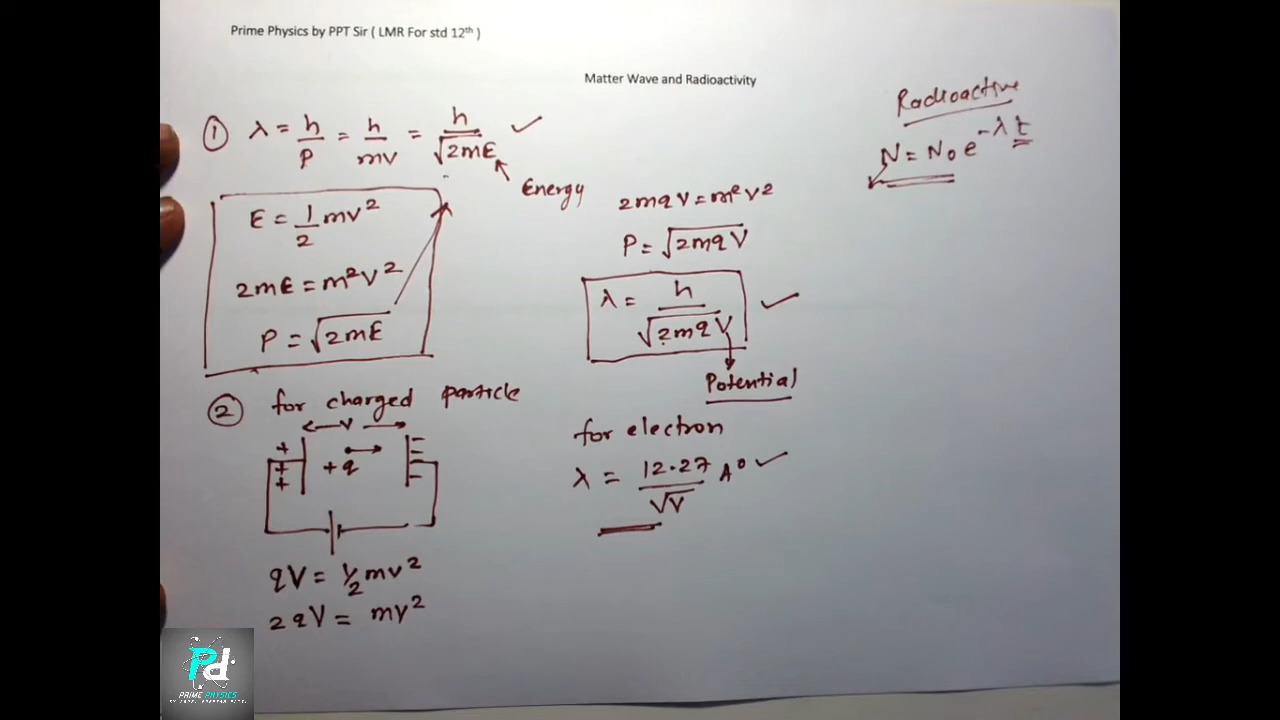 Prime Physics by PPT Sir ( LMR For std 12th )
Matter Wave and Radioactivity
① λ = h/P = h/mv = h/√2mE ✓
Energy
E = 1/2 mv²
2mE = m²V²
P = √2mE
② for charged particle
← V →
+ + +
+q
qV = 1/2 mv²
2qV = mv²
2mqV = m²v²
P = √2mqV
λ = h/√2mqV ✓
Potential
for electron
λ = 12.27/√V A° ✓
Radioactive
N = N₀ e^-λt
Pd
PRIME PHYSICS